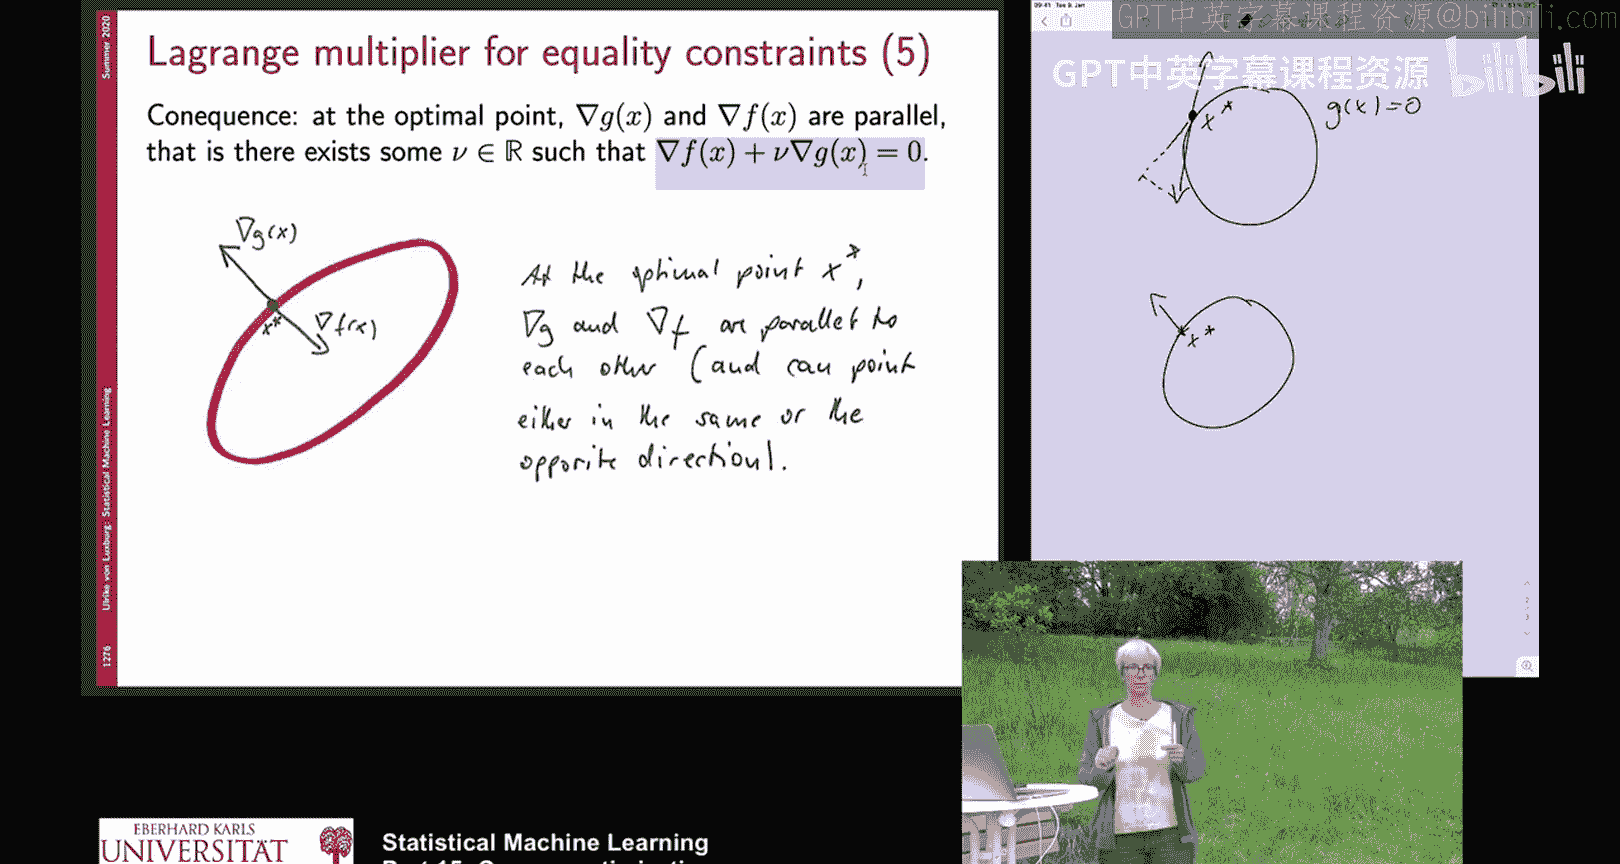 Summer 2020
Lagrange multiplier for equality constraints (5)
Conequence: at the optimal point, ∇g(x) and ∇f(x) are parallel,
that is there exists some ν ∈ ℝ such that ∇f(x) + ν∇g(x) = 0.
∇g(x)
x*
∇f(x)
At the optimal point x*,
∇g and ∇f are parallel to
each other (and can point
either in the same or the
opposite direction).
Ulrike von Luxburg: Statistical Machine Learning
1276
GPT中英字幕课程资源@bilibili.com
GPT中英字幕课程资源 bilibili
x*
g(x)=0
x*
EBERHARD KARLS
UNIVERSITÄT
Statistical Machine Learning